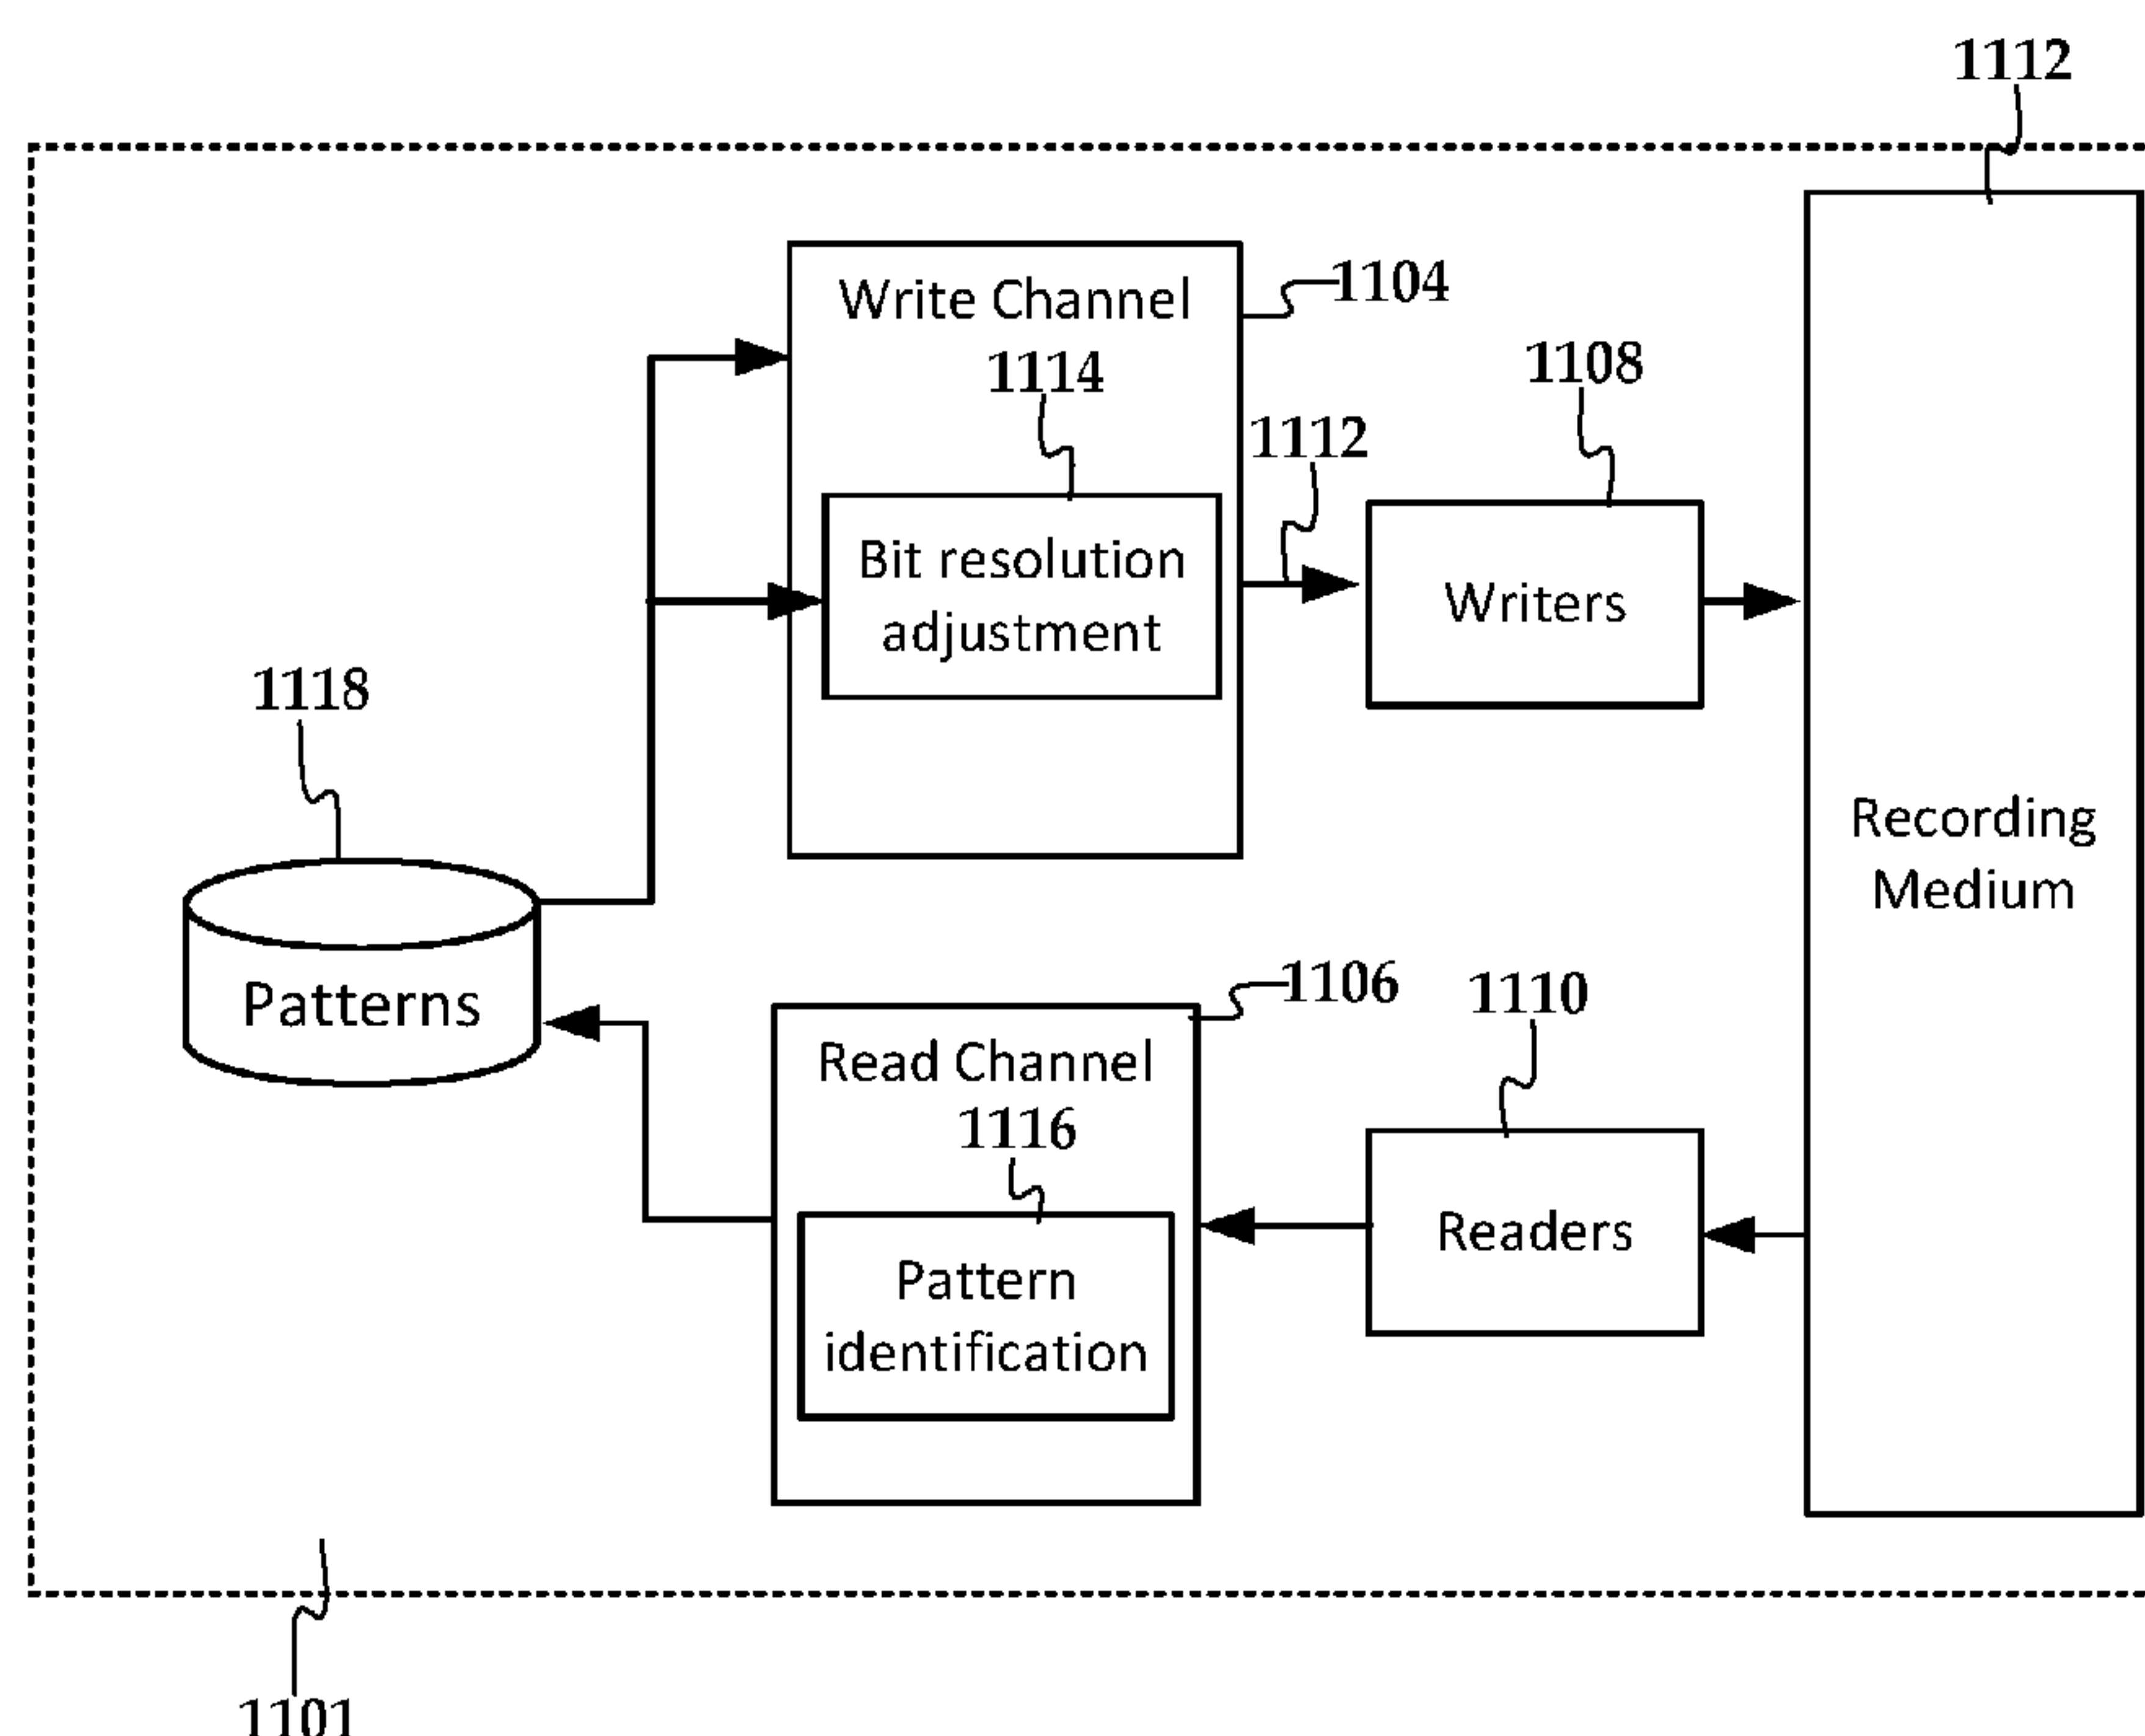 1112
Write Channel
1104
1114
1108
1112
Bit resolution
adjustment
Writers
1118
Recording
Medium
Patterns
1106
1110
Read Channel
1116
Readers
Pattern
identification
1101